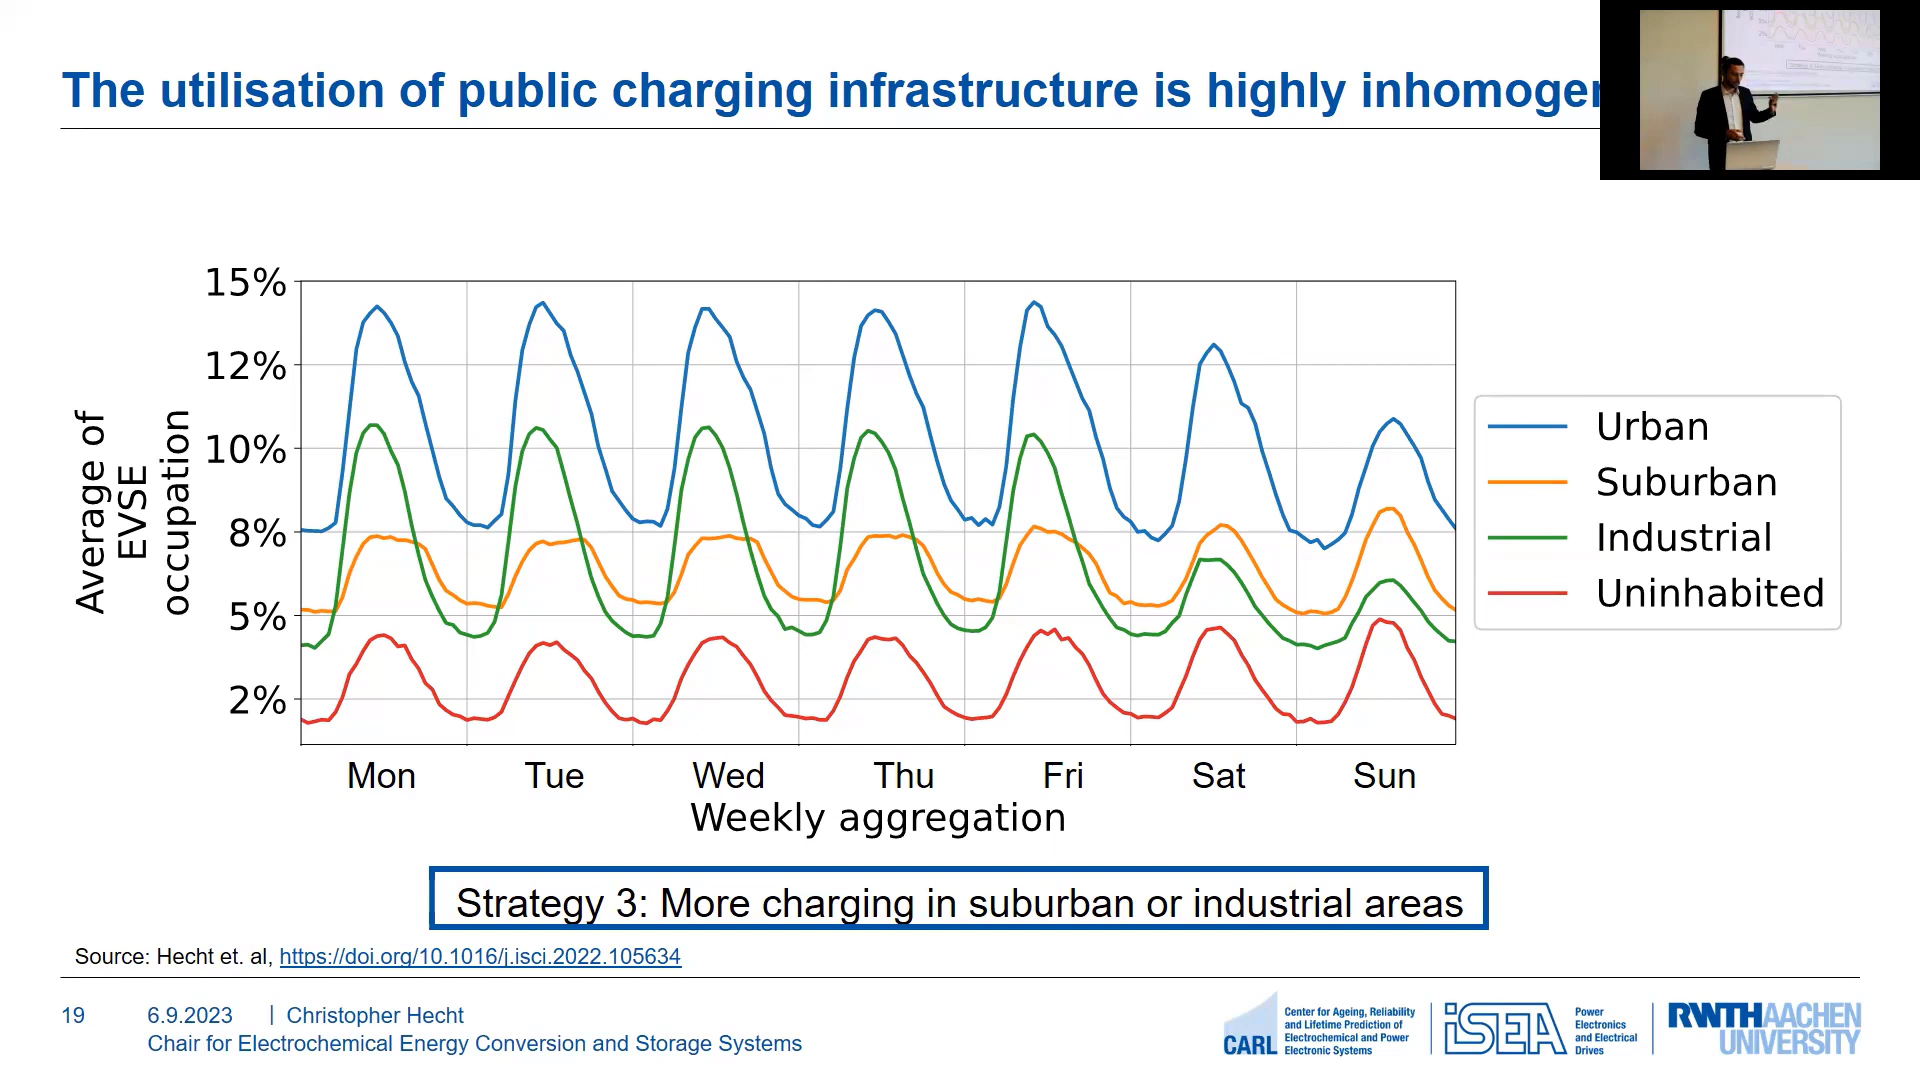 The utilisation of public charging infrastructure is highly inhomoge
15%
12%
10%
8%
5%
2%
Average of
EVSE
occupation
Mon Tue Wed Thu Fri Sat Sun
Weekly aggregation
Urban
Suburban
Industrial
Uninhabited
Strategy 3: More charging in suburban or industrial areas
Source: Hecht et. al, https://doi.org/10.1016/j.isci.2022.105634
19 6.9.2023 | Christopher Hecht
Chair for Electrochemical Energy Conversion and Storage Systems
CARL
Center for Ageing, Reliability
and Lifetime Prediction of
Electrochemical and Power
Electronic Systems
iSEA
Power
Electronics
and Electrical
Drives
RWTHAACHEN
UNIVERSITY